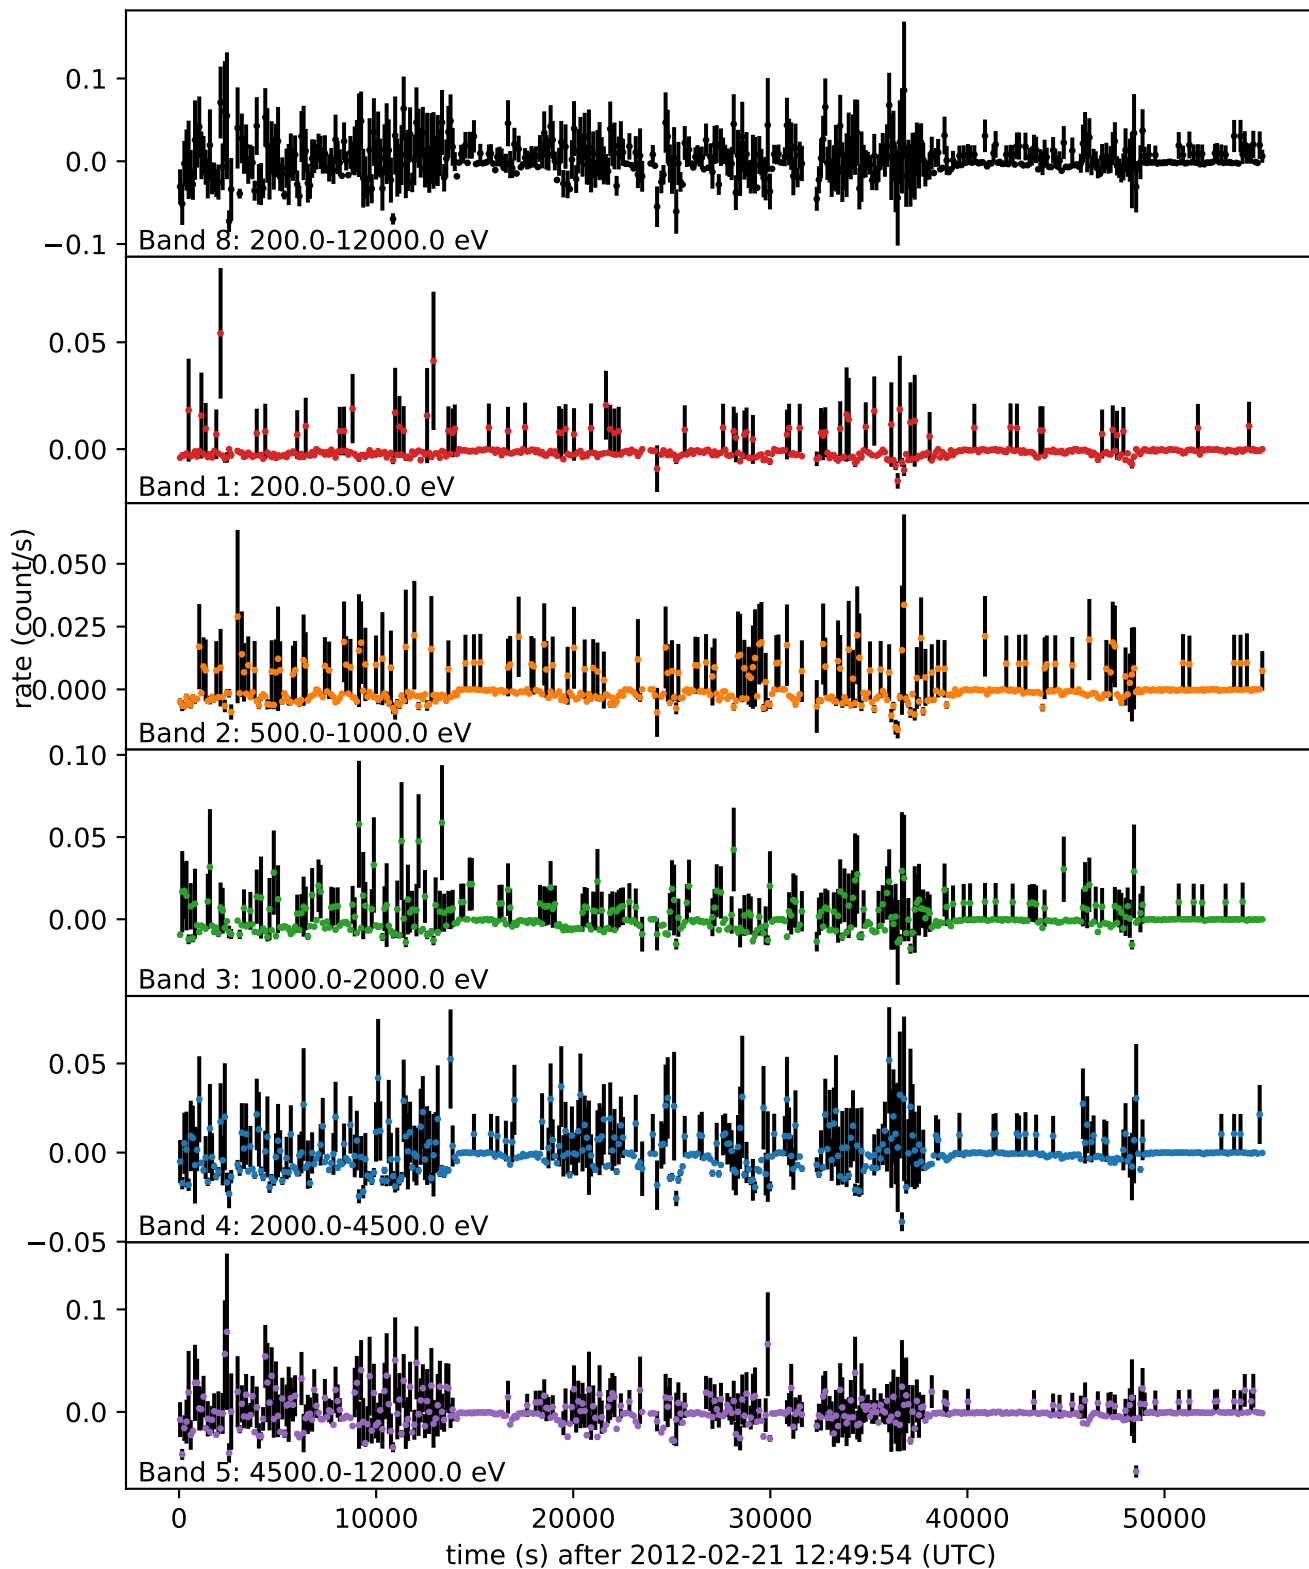 0.1
0.0
−0.1
Band 8: 200.0-12000.0 eV
0.05
0.00
Band 1: 200.0-500.0 eV
rate (count/s)
0.050
0.025
0.000
Band 2: 500.0-1000.0 eV
0.10
0.05
0.00
Band 3: 1000.0-2000.0 eV
0.05
0.00
−0.05
Band 4: 2000.0-4500.0 eV
0.1
0.0
Band 5: 4500.0-12000.0 eV
0 10000 20000 30000 40000 50000
time (s) after 2012-02-21 12:49:54 (UTC)